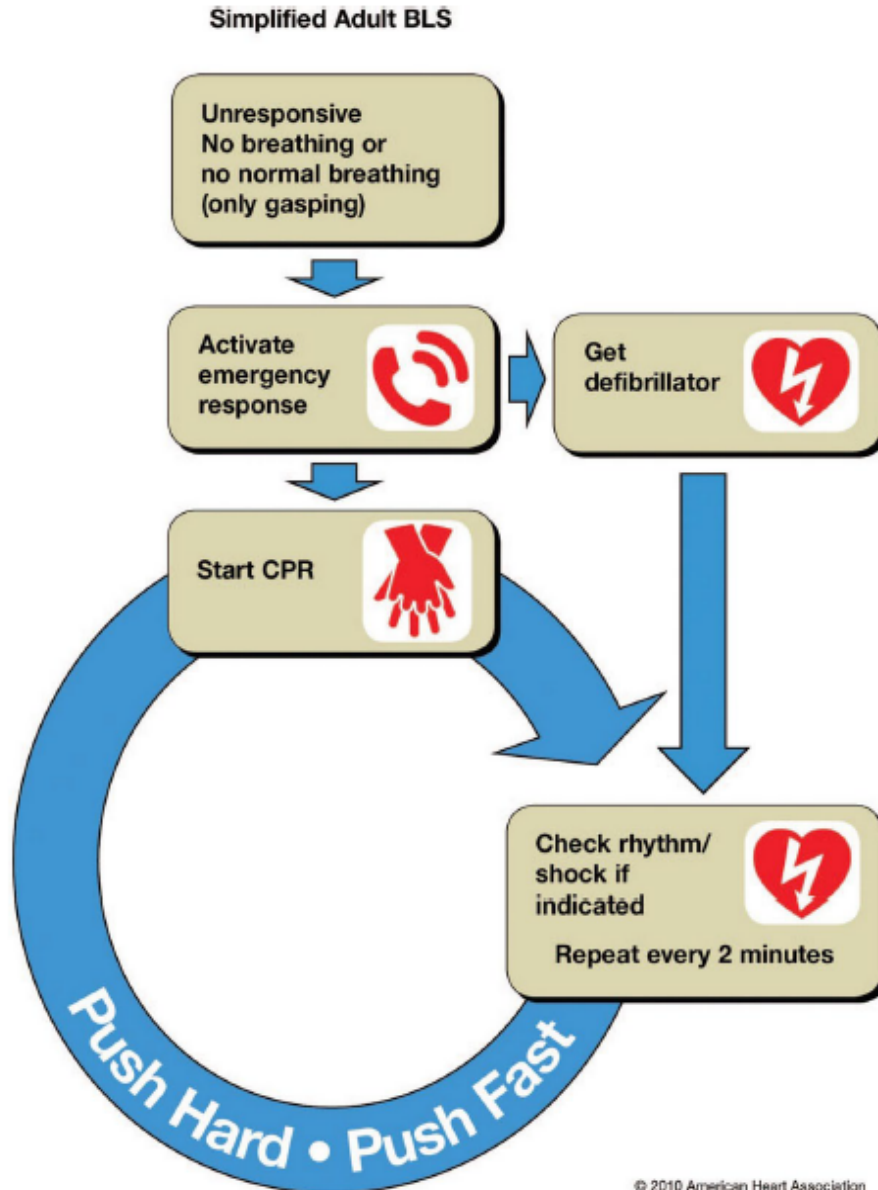 Simplified Adult BLS
Unresponsive
No breathing or
no normal breathing
(only gasping)
Activate
emergency
response
Get
defibrillator
Start CPR
Check rhythm/
shock if
indicated
Repeat every 2 minutes
Push Hard • Push Fast
© 2010 American Heart Association